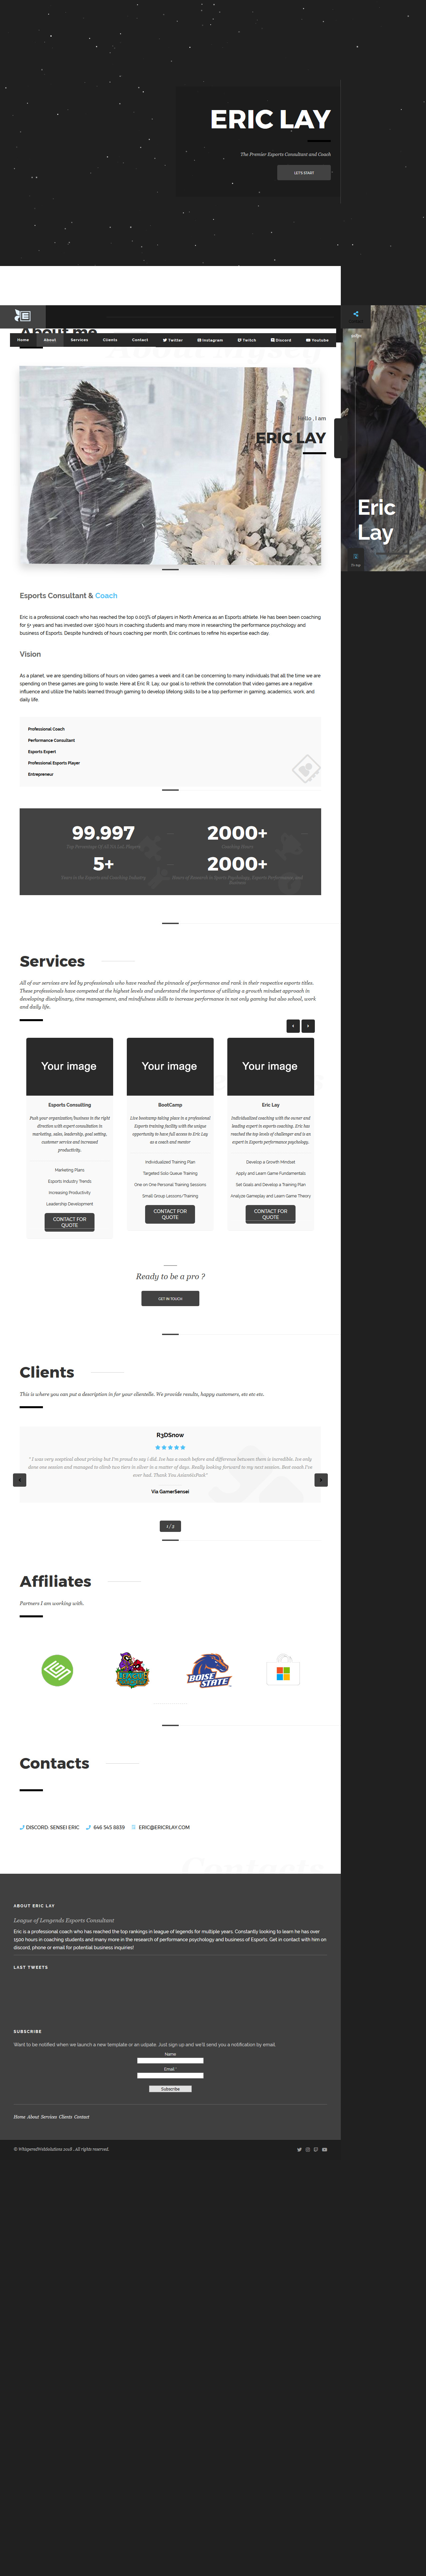 ERIC LAY
The Premier Esports Consultant and Coach
LET'S START
About me
Home About Services Clients Contact Twitter Instagram Twitch Discord Youtube
Hello . I am
ERIC LAY
Eric
Lay
Esports Consultant & Coach
Eric is a professional coach who has reached the top 0.003% of players in North America as an Esports athlete. He has been coaching
for 5+ years and has invested over 1500 hours in coaching students and many more in researching the performance psychology and
business of Esports. Despite hundreds of hours coaching per month, Eric continues to refine his expertise each day.
Vision
As a planet, we are spending billions of hours on video games a week and it can be concerning to many individuals that all the time we are
spending on these games are going to waste. Here at Eric R. Lay, our goal is to rethink the connotation that video games are a negative
influence and utilize the habits learned through gaming to develop lifelong skills to be a top performer in gaming, academics, work, and
daily life.
Professional Coach
Performance Consultant
Esports Expert
Professional Esports Player
Entrepreneur
99.997 2000+
5+ 2000+
Services
All of our services are led by professionals who have reached the pinnacle of performance and rank in their respective esports titles.
These professionals have competed at the highest levels and understand the importance of utilizing a growth mindset approach and
developing disciplinary, time management, and mindfulness skills to increase performance in not only gaming but also school, work
and daily life.
Your image Your image Your image
Esports Consulting
Push your organization/business in the right
direction and mindset with consultation in
marketing, sales, leadership, goal setting,
customer service and increased
productivity.
Marketing Plans
Esports Industry Trends
Increasing Productivity
Leadership Development
CONTACT FOR
QUOTE
BootCamp
Live bootcamp taking place in a professional
Esports training facility with the unique
opportunity to have full access to Eric Lay
as a coach and mentor
Individualized Training Plan
Targeted Solo Queue Training
One on One Personal Training Sessions
Small Group Lessons/Training
CONTACT FOR
QUOTE
Eric Lay
Individualized coaching with the owner and
leading expert in esports coaching. Eric has
reached the top levels of challenger and is an
expert in Esports performance psychology.
Develop a Growth Mindset
Apply and Learn Game Fundamentals
Set Goals and Develop a Training Plan
Analyze Gameplay and Learn Game Theory
CONTACT FOR
QUOTE
Ready to be a pro ?
GET IN TOUCH
Clients
This is where you can put a description in for your clientelle. We provide results, happy customers, etc etc etc.
R3DSnow
" I was very sceptical about pricing but I'm proud to say i did. Ive has a coach before and difference between there is incredible. Ive only
done one session and managed to climb two tiers in silver in a matter of days. Really looking forward to my next session. Best coach I've
ever had. Thank You AsianticsPack"
Via GamerSensei
1 / 2
Affiliates
Partners I am working with.
BOISE
STATE
Contacts
DISCORD: SENSEI ERIC 646 545 8839 ERIC@ERICRLAY.COM
Contacts
ABOUT ERIC LAY
League of Lengends Esports Consultant
Eric is a professional coach who has reached the top rankings in league of legends for multiple years. Constantly looking to learn he has over
1500 hours in coaching students and many more in the research of performance psychology and business of Esports. Get in contact with him on
discord, phone or email for potential business inquiries!
LAST TWEETS
SUBSCRIBE
Want to be notified when we launch a new template or an udpate. Just sign up and we'll send you a notification by email.
Name
Email *
Subscribe
Home About Services Clients Contact
© WhisperedWebSolutions 2018 . All rights reserved.